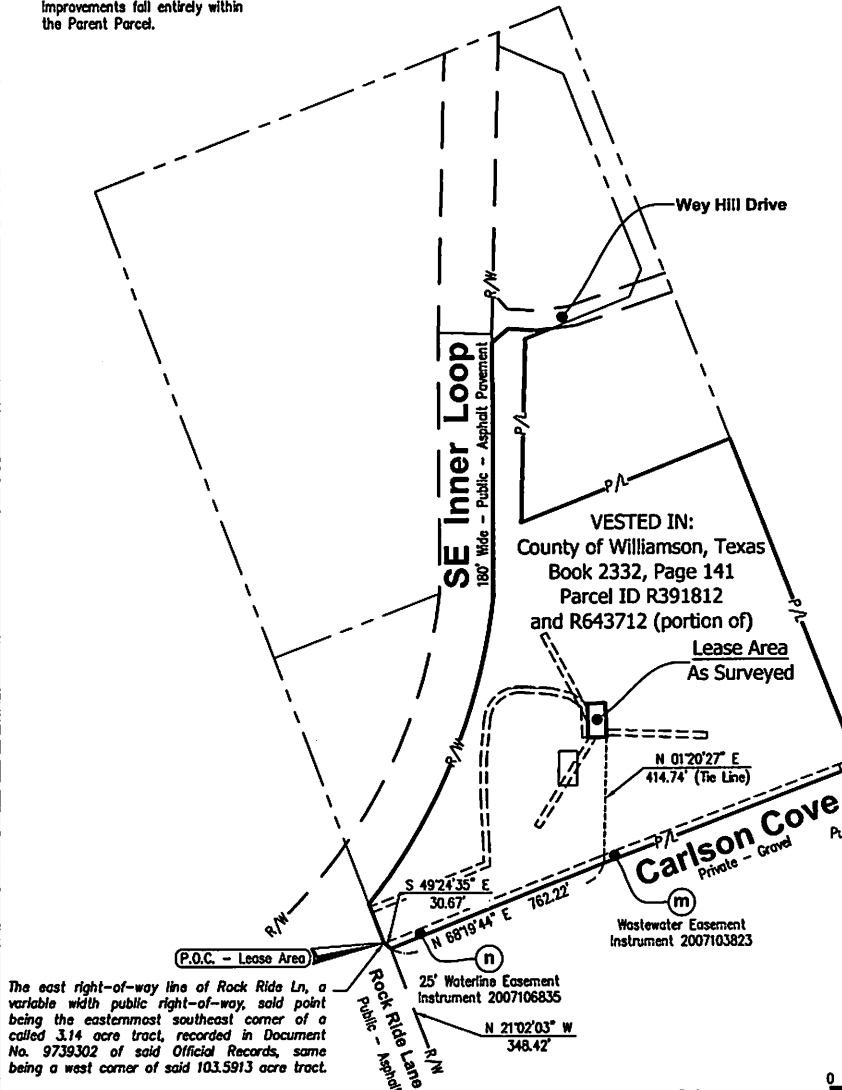 Improvements fall entirely within
the Parent Parcel.
Wey Hill Drive
R/W
SE Inner Loop
180' Wide - Public - Asphalt Pavement
P/L
P/L
VESTED IN:
County of Williamson, Texas
Book 2332, Page 141
Parcel ID R391812
and R643712 (portion of)
P/L
Lease Area
As Surveyed
R/W
N 01°20'27" E
414.74' (Tie Line)
P/L
Carlson Cove
Private - Gravel
S 49°24'35" E
30.67'
N 68°19'44" E 762.22'
m
Wastewater Easement
Instrument 2007103823
R/W
P.O.C. - Lease Area
n
25' Waterline Easement
Instrument 2007106835
The east right-of-way line of Rock Ride Ln, a
variable width public right-of-way, said point
being the easternmost southeast corner of a
called 3.14 acre tract, recorded in Document
No. 9739302 of said Official Records, same
being a west corner of said 103.5913 acre tract.
Rock Ride Lane
Public - Asphalt
R/W
N 21°02'03" W
348.42'
0